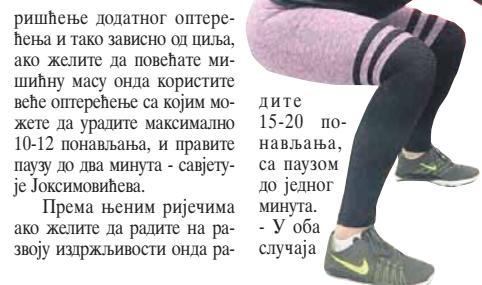 ришћење додатног оптере-
ћења и тако зависно од циља,
ако желите да повећате ми-
шићну масу онда користите
веће оптерећење са којим мо-
жете да урадите максимално
10-12 понављања, и правите
паузу до два минута - савјету-
је Јоксимовићева.
Према њеним ријечима
ако желите да радите на ра-
звоју издржљивости онда ра-
дите
15-20 по-
нављања,
са паузом
до једног
минута.
- У оба
случаја